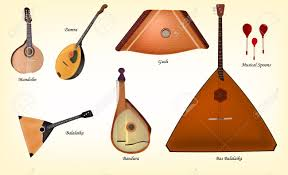 Domra
Mandolin
Gusli
Musical Spoons
Balalaika
Bandura
Bas Balalaika